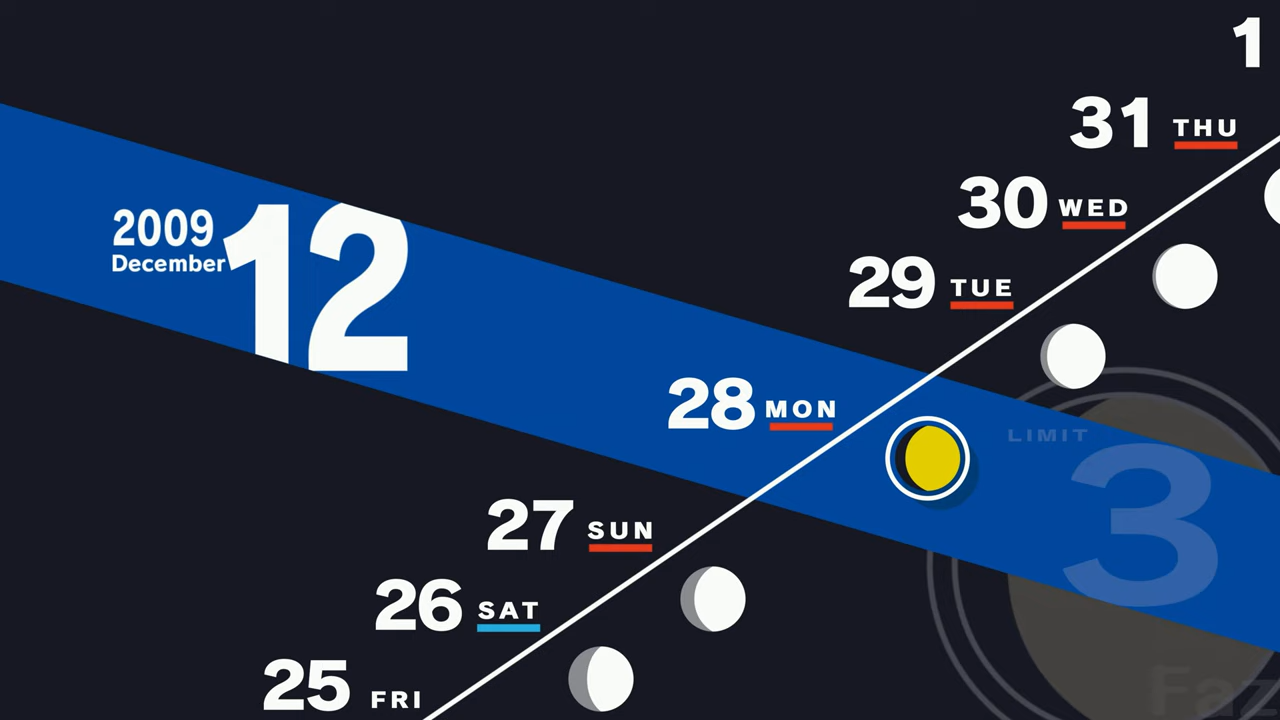 1
31 THU
30 WED
2009
December
12
29 TUE
28 MON
LIMIT
3
27 SUN
26 SAT
25 FRI